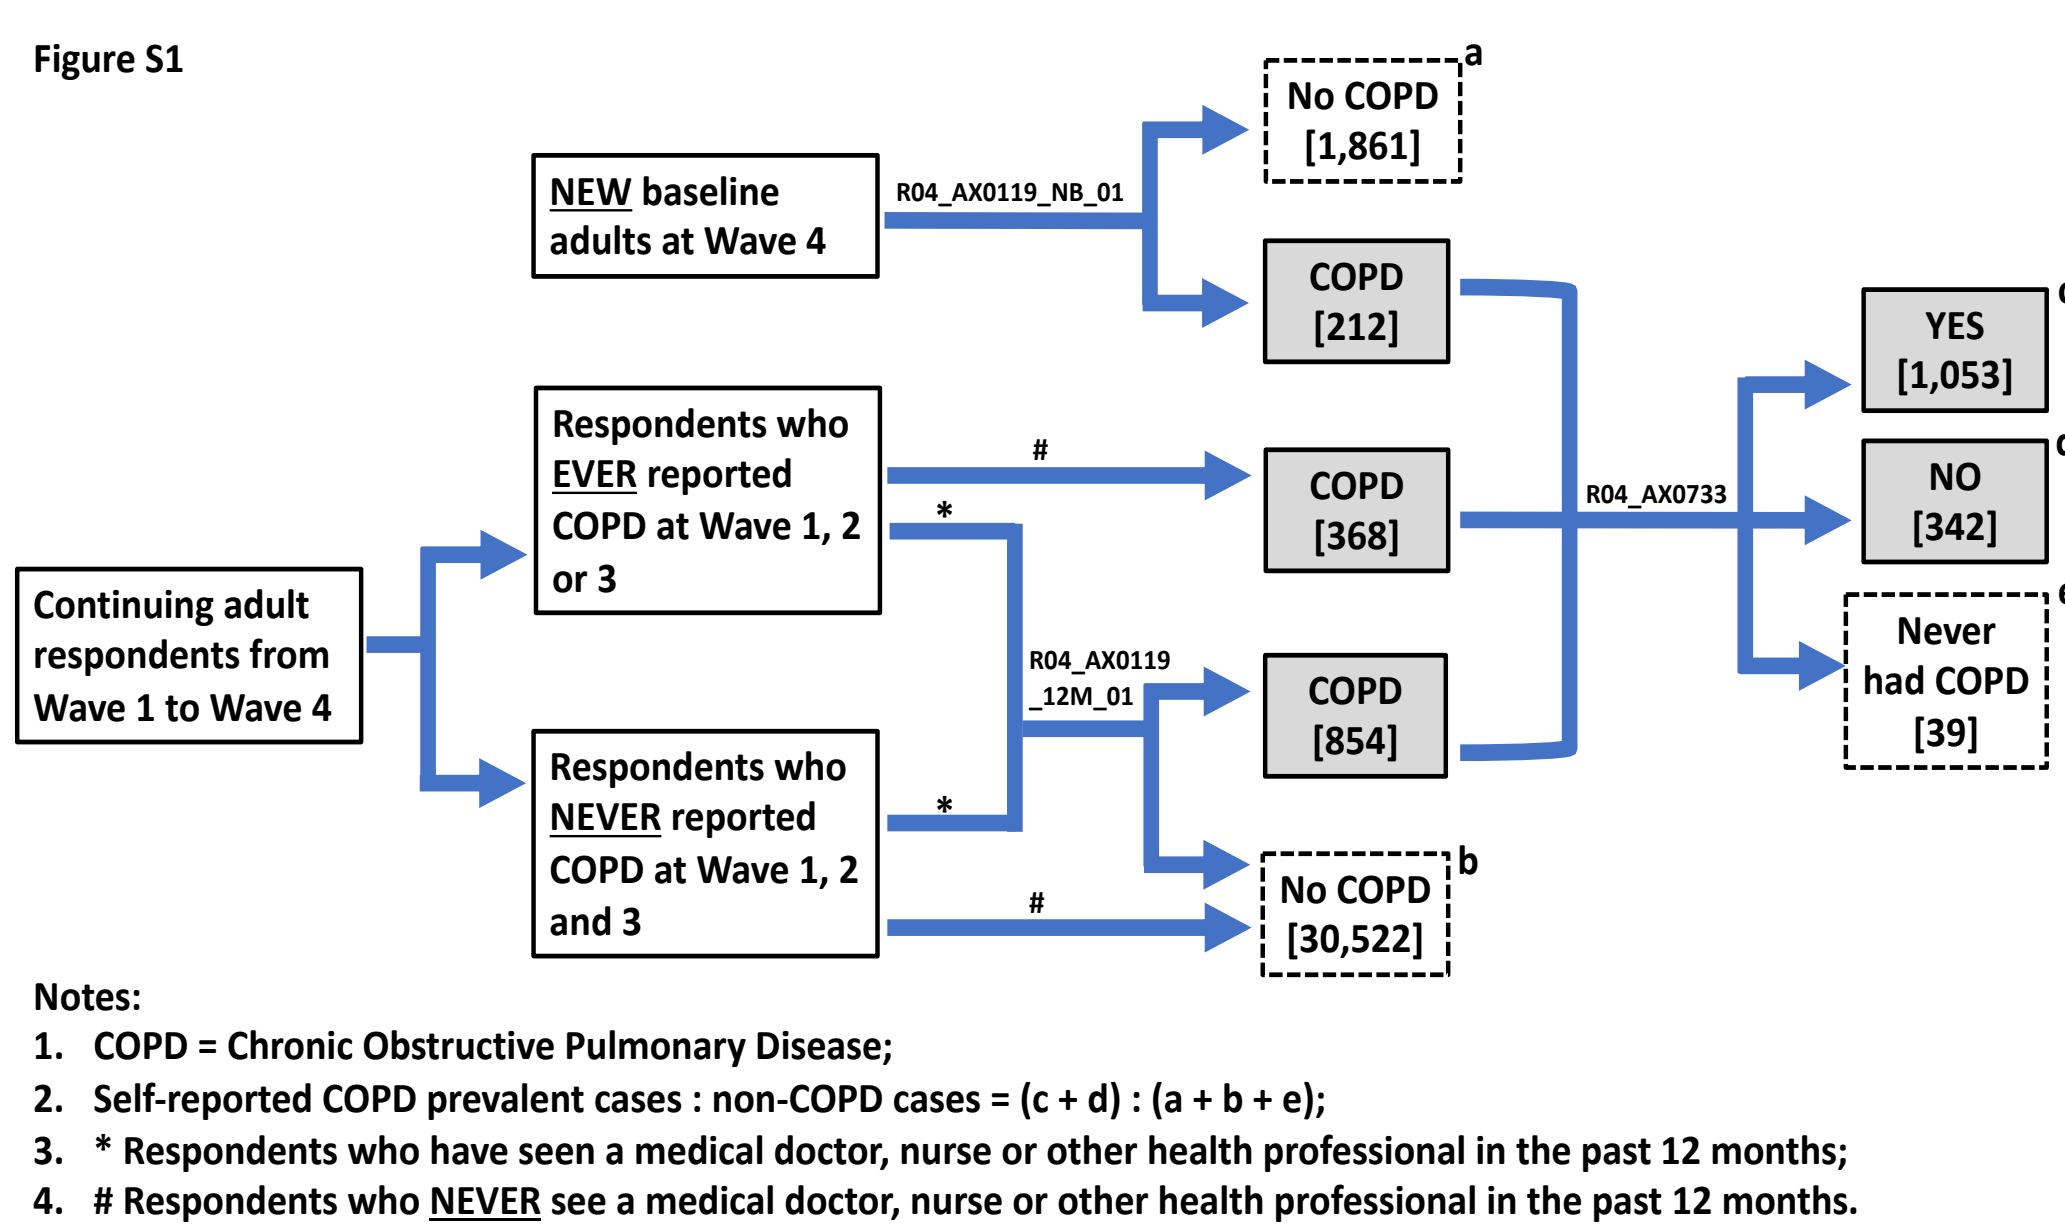 Figure S1
No COPD
[1,861]
a
NEW baseline
adults at Wave 4
R04_AX0119_NB_01
COPD
[212]
YES
[1,053]
Respondents who
EVER reported
COPD at Wave 1, 2
or 3
#
*
COPD
[368]
R04_AX0733
NO
[342]
Continuing adult
respondents from
Wave 1 to Wave 4
R04_AX0119
_12M_01
COPD
[854]
Never
had COPD
[39]
e
Respondents who
NEVER reported
COPD at Wave 1, 2
and 3
*
#
No COPD
[30,522]
b
Notes:
1. COPD = Chronic Obstructive Pulmonary Disease;
2. Self-reported COPD prevalent cases : non-COPD cases = (c + d) : (a + b + e);
3. * Respondents who have seen a medical doctor, nurse or other health professional in the past 12 months;
4. # Respondents who NEVER see a medical doctor, nurse or other health professional in the past 12 months.